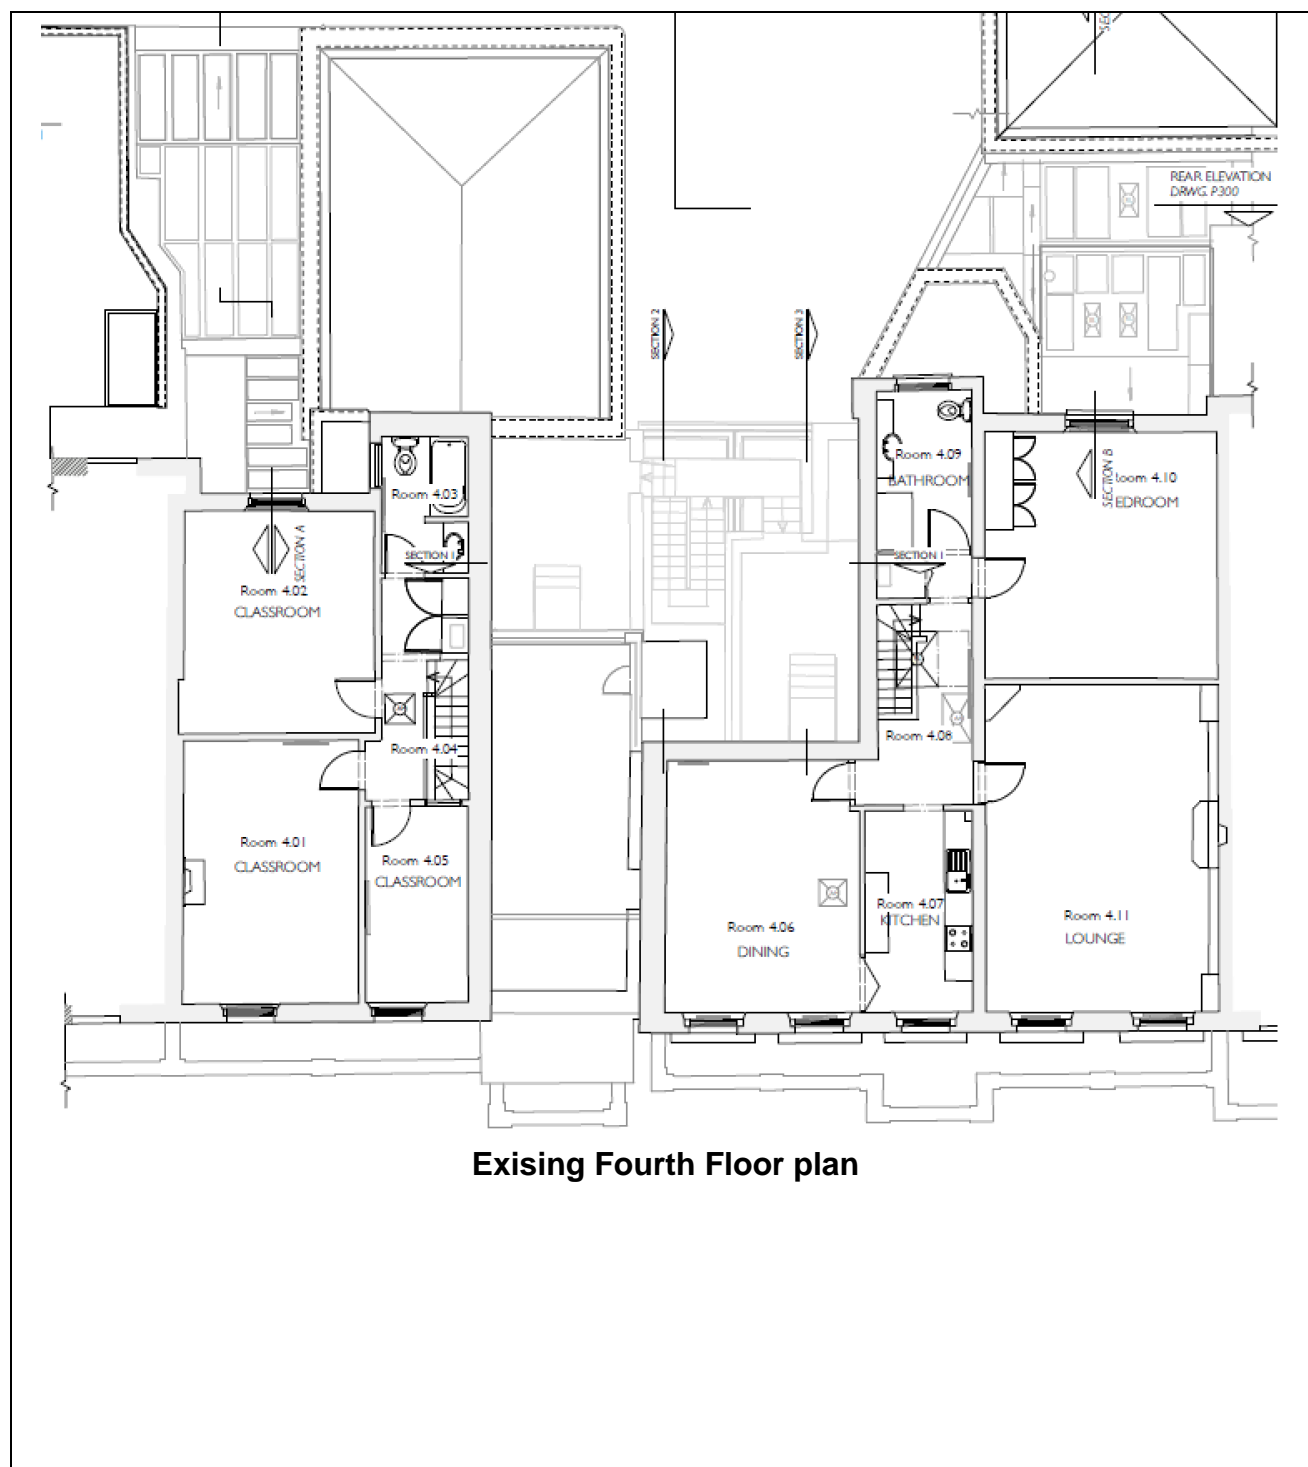 SEC
REAR ELEVATION
DRWG. P300
SECTION 2
SECTION 3
Room 4.03
SECTION 1
SECTION A
Room 4.02
CLASSROOM
Room 4.04
Room 4.01
CLASSROOM
Room 4.05
CLASSROOM
Room 4.09
BATHROOM
SECTION 1
SECTION B
loom 4.10
EDROOM
Room 4.08
Room 4.06
DINING
Room 4.07
KITCHEN
Room 4.11
LOUNGE
Exising Fourth Floor plan